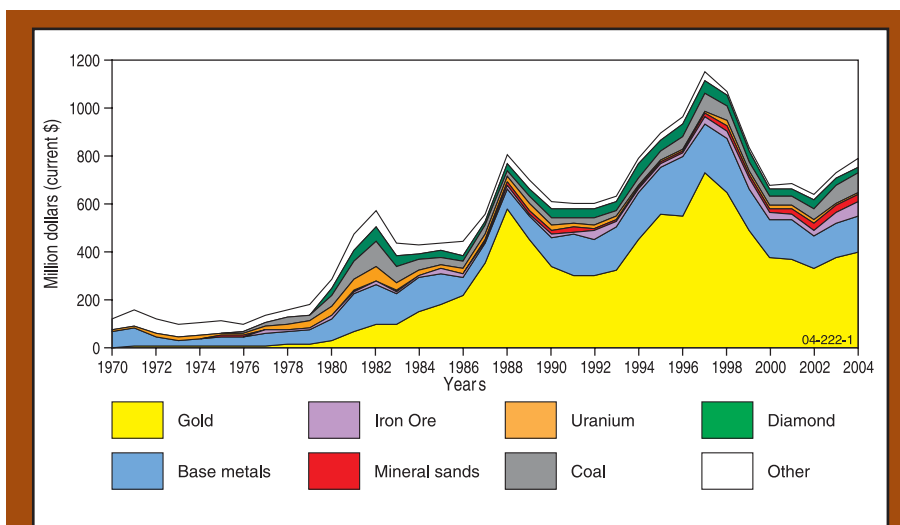 1200
1000
800
600
400
200
0
Million dollars (current $)
04-222-1
1970 1972 1974 1976 1978 1980 1982 1984 1986 1988 1990 1992 1994 1996 1998 2000 2002 2004
Years
Gold Iron Ore Uranium Diamond
Base metals Mineral sands Coal Other